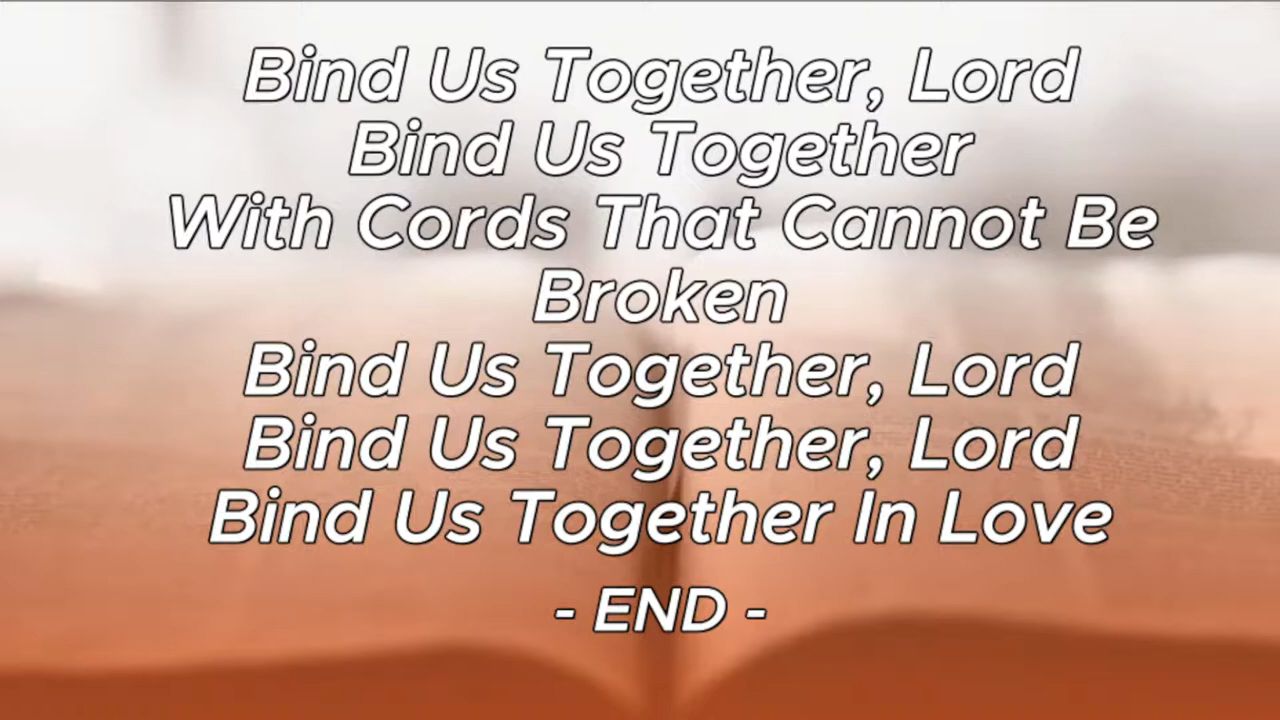 Bind Us Together, Lord
Bind Us Together
With Cords That Cannot Be
Broken
Bind Us Together, Lord
Bind Us Together, Lord
Bind Us Together In Love
- END -